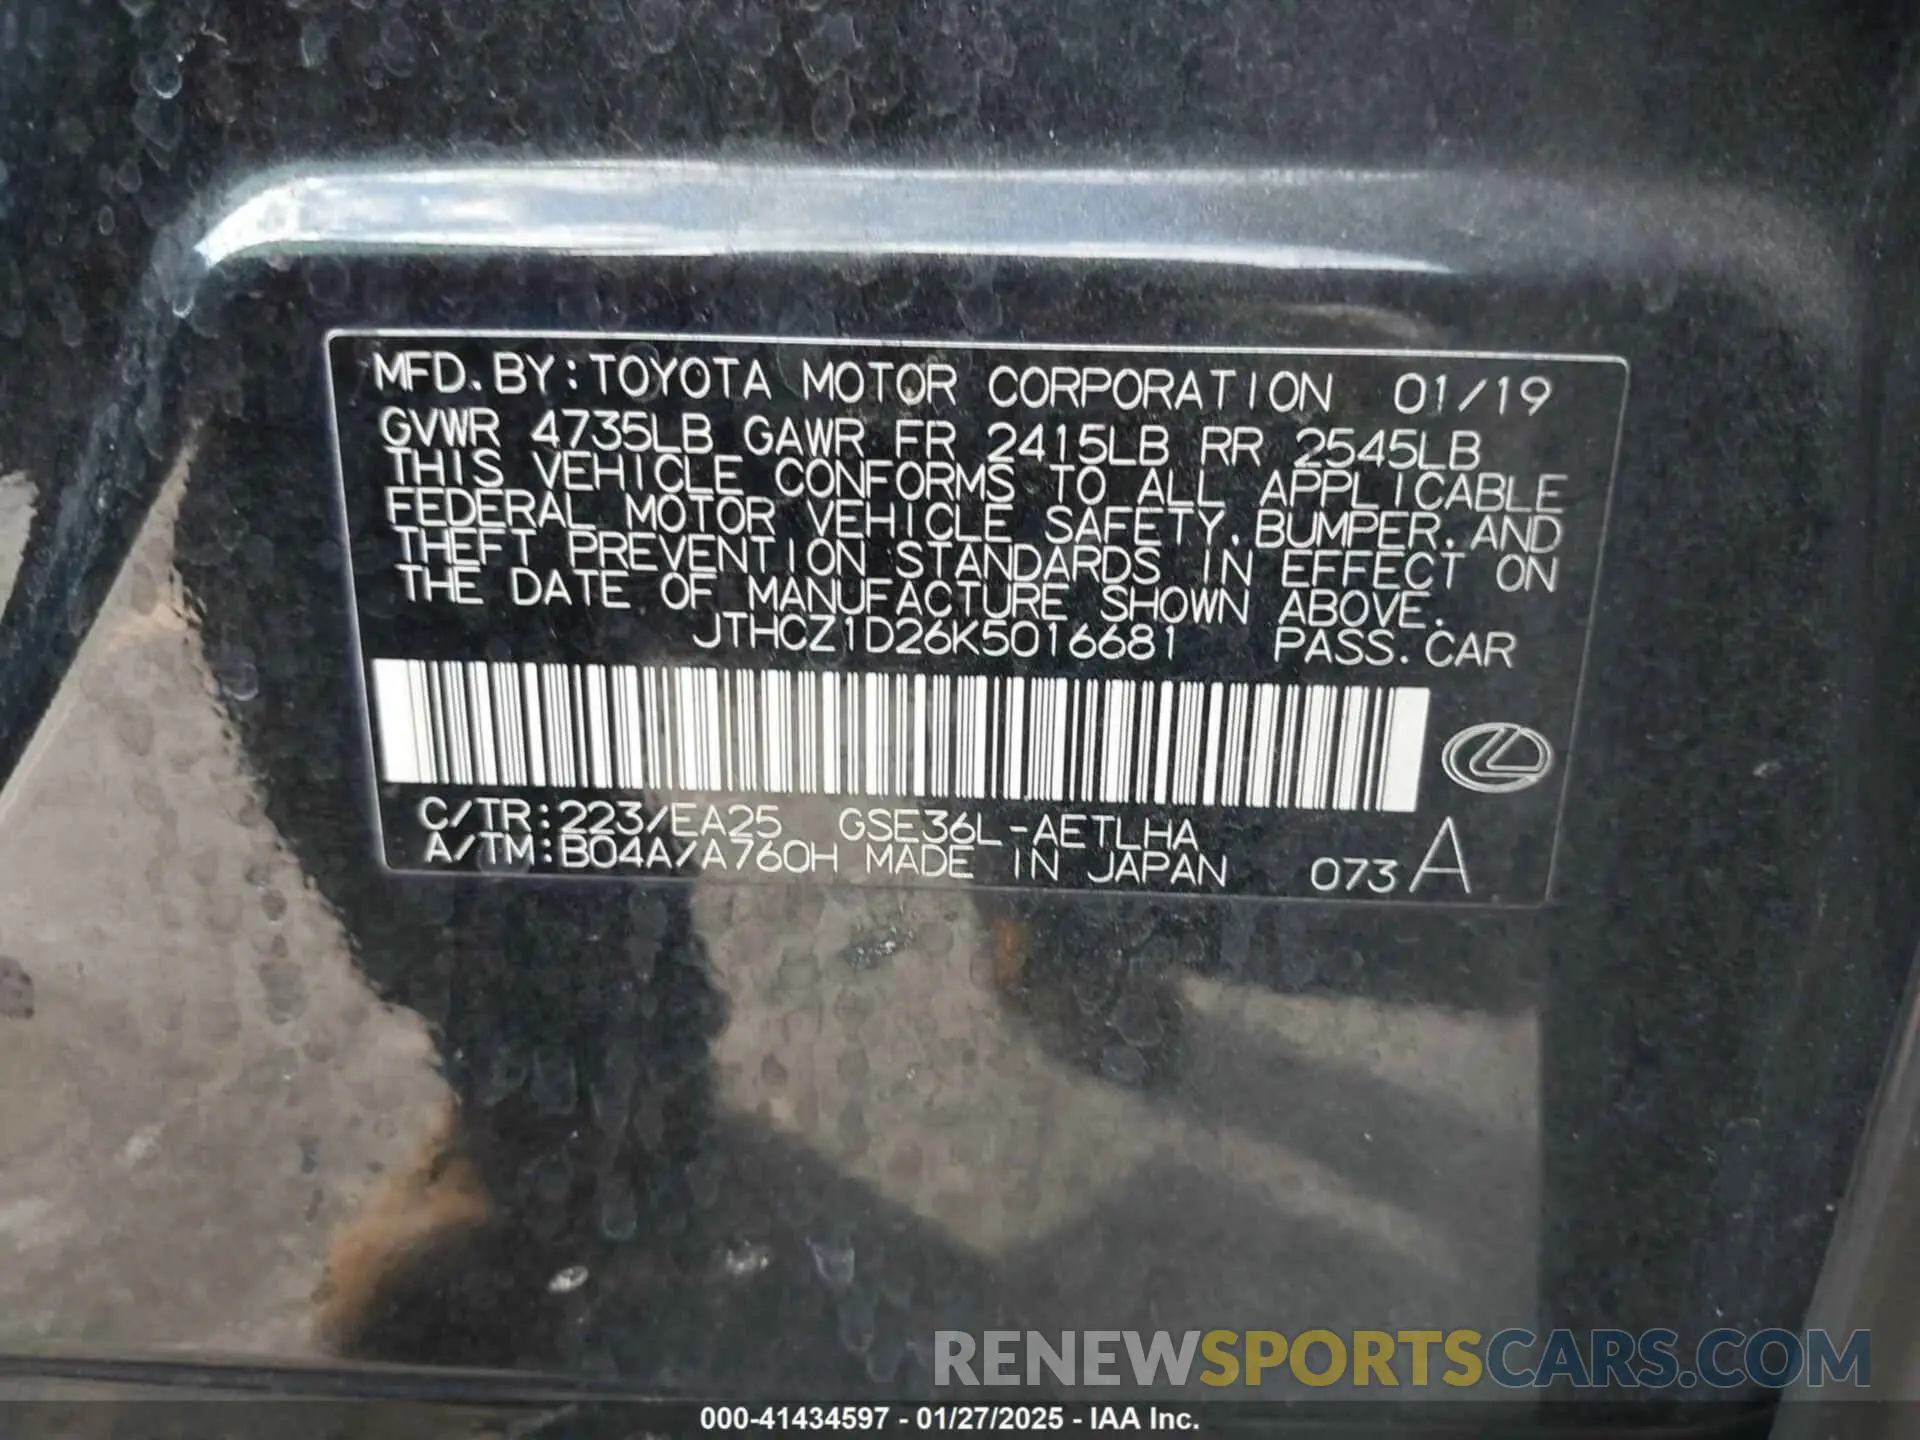 MFD. BY: TOYOTA MOTOR CORPORATION 01/19
GVWR 4735LB GAWR FR 2415LB RR 2545LB
THIS VEHICLE CONFORMS TO ALL APPLICABLE
FEDERAL MOTOR VEHICLE SAFETY, BUMPER, AND
THEFT PREVENTION STANDARDS IN EFFECT ON
THE DATE OF MANUFACTURE SHOWN ABOVE.
JTHCZ1D26K5016681 PASS. CAR
C/TR:223/EA25 GSE36L-AETLHA
A/TM:B04A/A760H MADE IN JAPAN 073 A
RENEWSPORTSCARS.COM
000-41434597 - 01/27/2025 - IAA Inc.